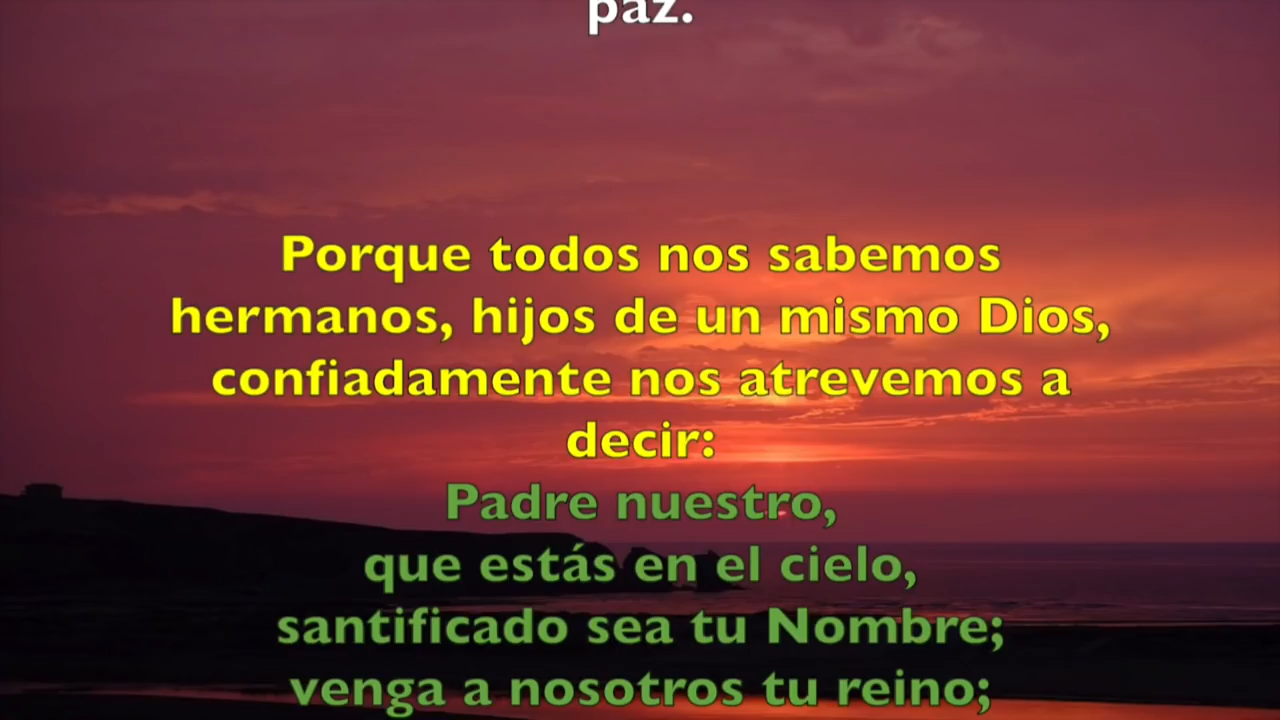 paz.
Porque todos nos sabemos
hermanos, hijos de un mismo Dios,
confiadamente nos atrevemos a
decir:
Padre nuestro,
que estás en el cielo,
santificado sea tu Nombre;
venga a nosotros tu reino;